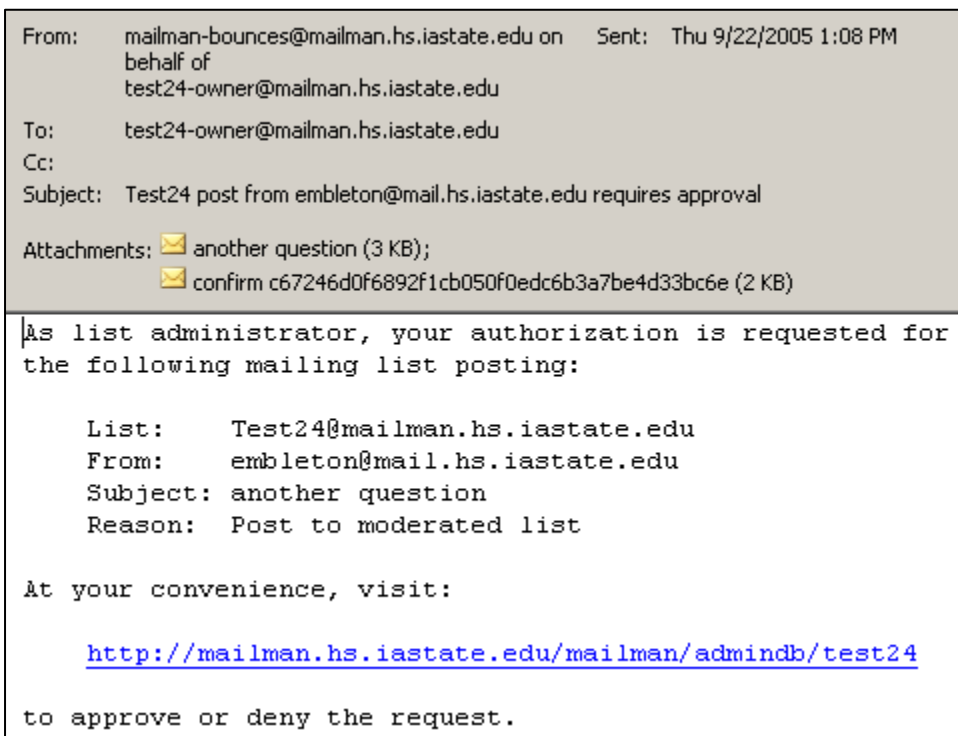 From: mailman-bounces@mailman.hs.iastate.edu on Sent: Thu 9/22/2005 1:08 PM
behalf of
test24-owner@mailman.hs.iastate.edu
To: test24-owner@mailman.hs.iastate.edu
Cc:
Subject: Test24 post from embleton@mail.hs.iastate.edu requires approval
Attachments: another question (3 KB);
confirm c67246d0f6892f1cb050f0edc6b3a7be4d33bc6e (2 KB)
As list administrator, your authorization is requested for
the following mailing list posting:
List: Test24@mailman.hs.iastate.edu
From: embleton@mail.hs.iastate.edu
Subject: another question
Reason: Post to moderated list
At your convenience, visit:
http://mailman.hs.iastate.edu/mailman/admindb/test24
to approve or deny the request.